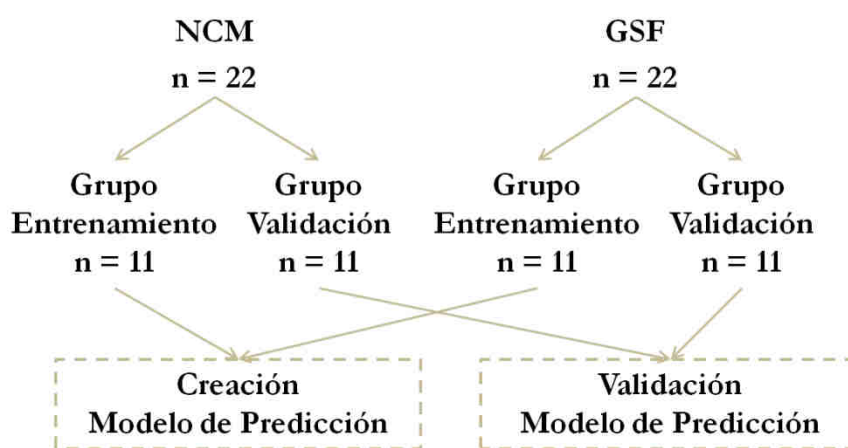 NCM
n = 22
GSF
n = 22
Grupo
Entrenamiento
n = 11
Grupo
Validación
n = 11
Grupo
Entrenamiento
n = 11
Grupo
Validación
n = 11
Creación
Modelo de Predicción
Validación
Modelo de Predicción